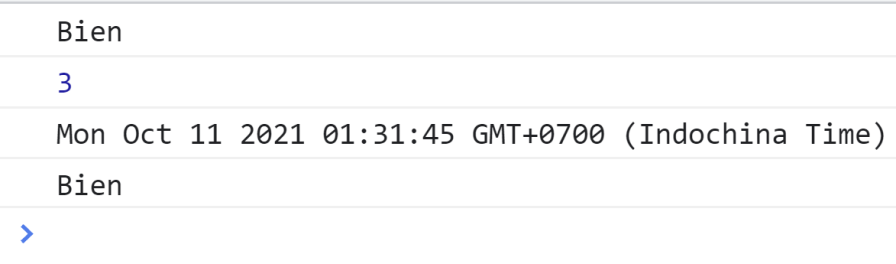 Bien
3
Mon Oct 11 2021 01:31:45 GMT+0700 (Indochina Time)
Bien